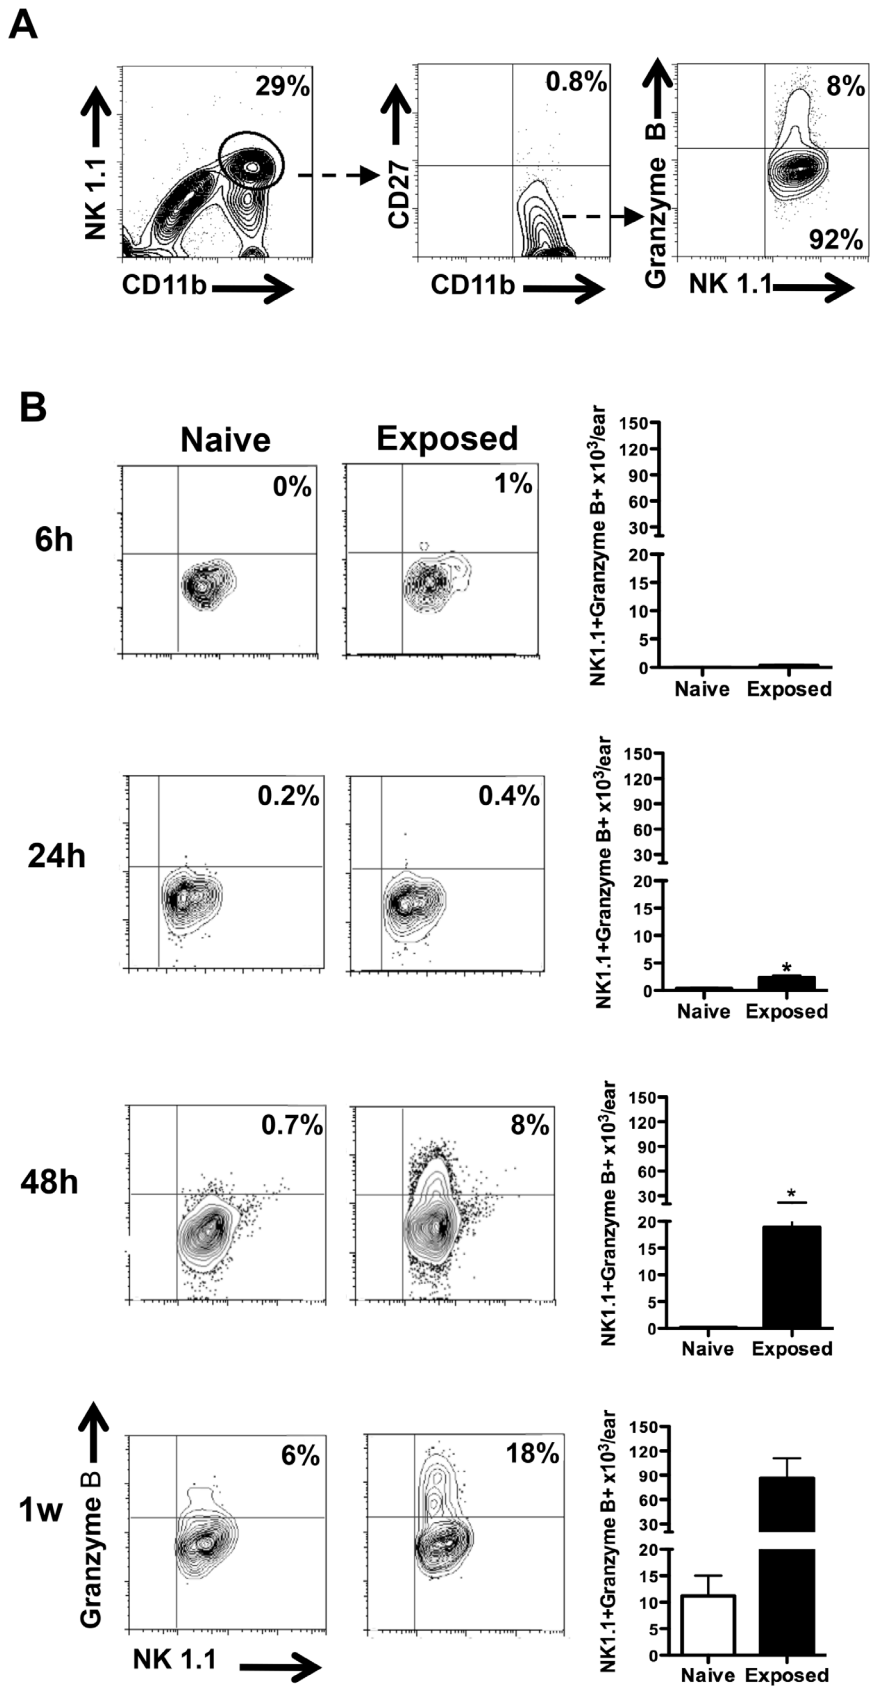 A
NK 1.1
29%
CD11b
CD27
0.8%
CD11b
Granzyme B
8%
92%
NK 1.1
B
Naive
Exposed
6h
0%
1%
NK1.1+Granzyme B+ x10³/ear
150
120
90
60
30
20
15
10
5
0
Naive Exposed
24h
0.2%
0.4%
NK1.1+Granzyme B+ x10³/ear
150
120
90
60
30
20
15
10
5
0
*
Naive Exposed
48h
0.7%
8%
NK1.1+Granzyme B+ x10³/ear
150
120
90
60
30
20
15
10
5
0
*
Naive Exposed
1w
Granzyme B
6%
18%
NK 1.1
NK1.1+Granzyme B+ x10³/ear
150
120
90
60
30
20
15
10
5
0
Naive Exposed